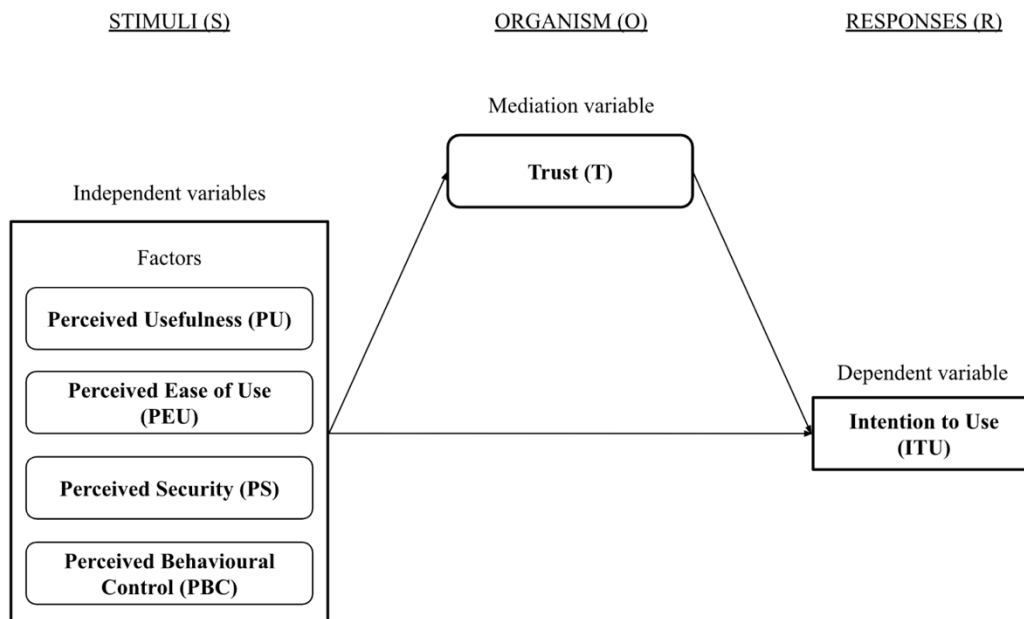 STIMULI (S)
ORGANISM (O)
RESPONSES (R)
Mediation variable
Trust (T)
Independent variables
Factors
Perceived Usefulness (PU)
Perceived Ease of Use
(PEU)
Perceived Security (PS)
Perceived Behavioural
Control (PBC)
Dependent variable
Intention to Use
(ITU)